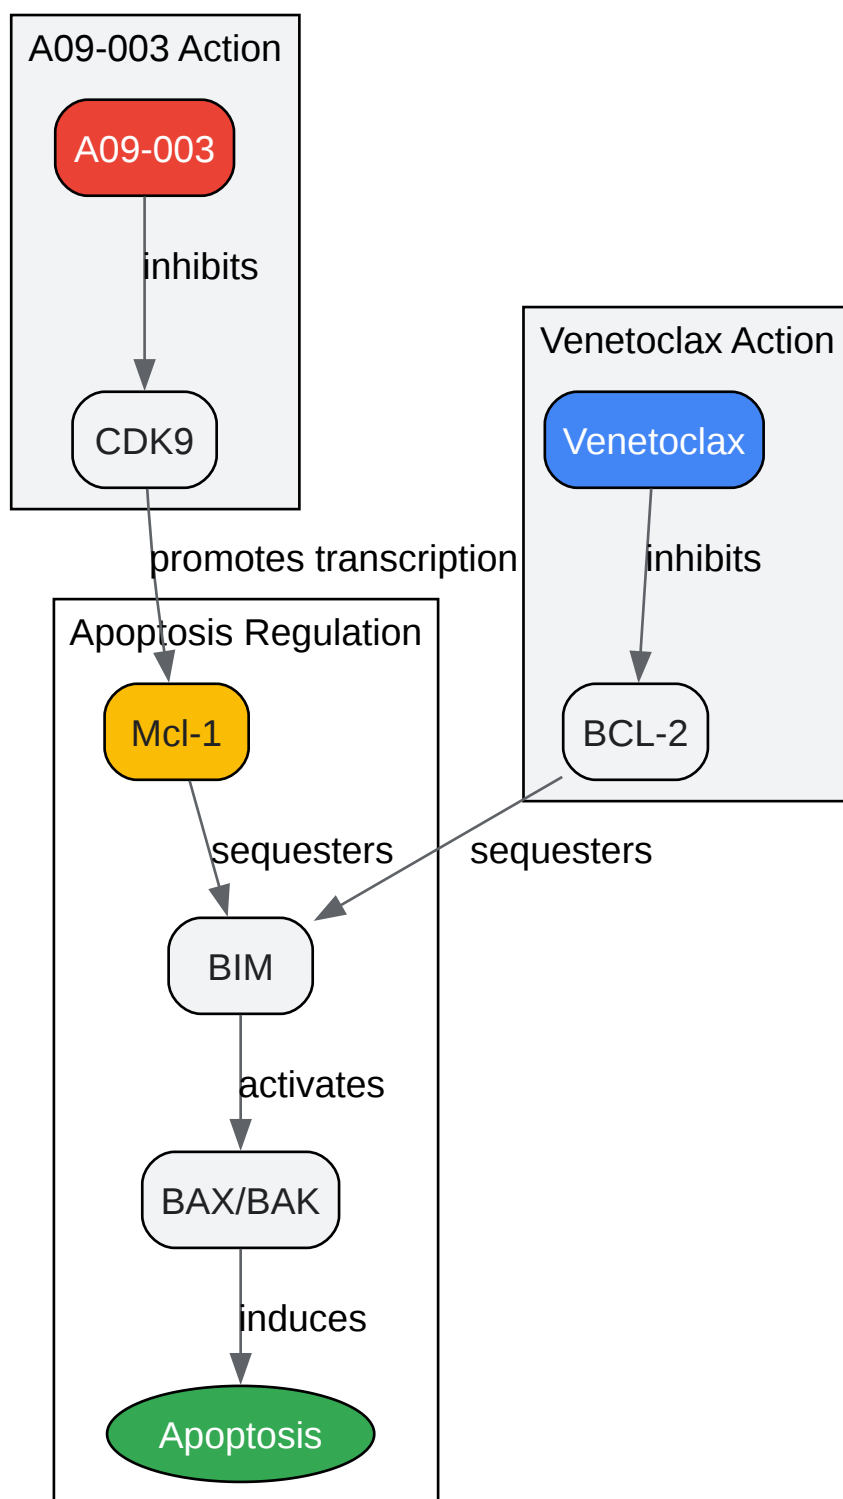 A09-003 Action
A09-003
inhibits
Venetoclax Action
CDK9
Venetoclax
promotes transcription
inhibits
Apoptosis Regulation
Mcl-1
BCL-2
sequesters
sequesters
BIM
activates
BAX/BAK
induces
Apoptosis